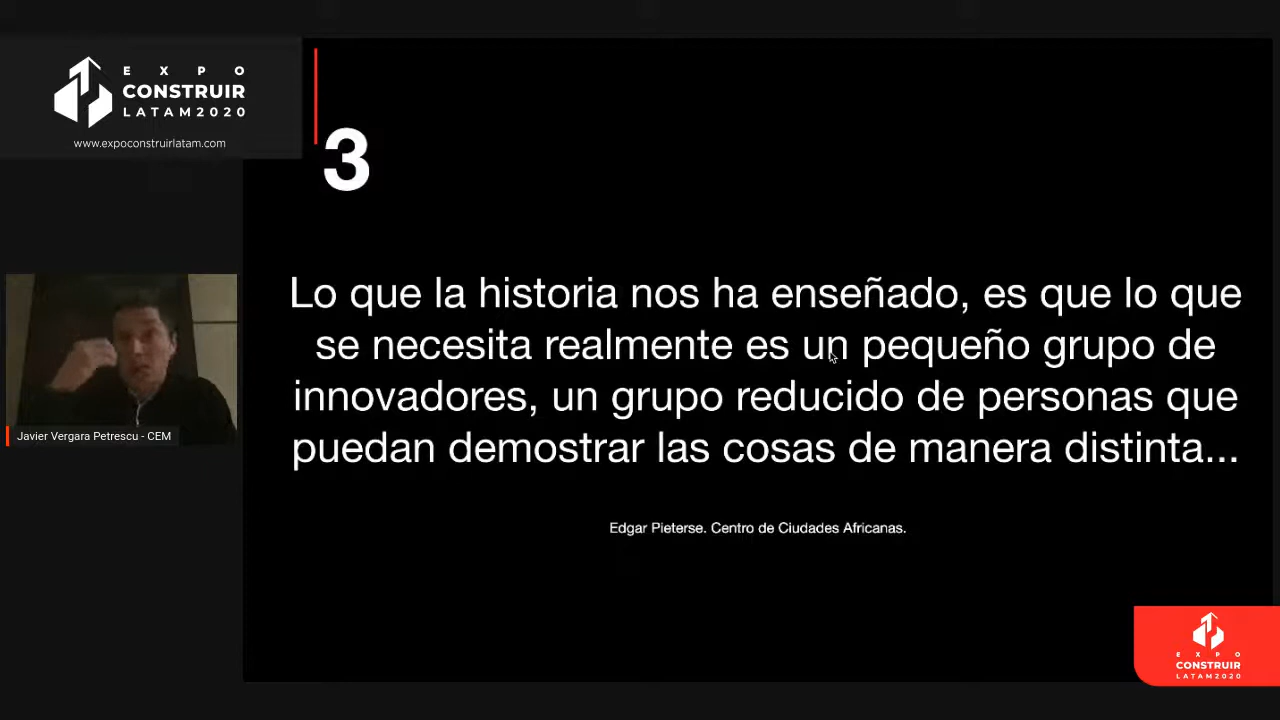 EXPO
CONSTRUIR
LATAM2020
www.expoconstruirlatam.com
3
Lo que la historia nos ha enseñado, es que lo que
se necesita realmente es un pequeño grupo de
innovadores, un grupo reducido de personas que
puedan demostrar las cosas de manera distinta...
Edgar Pieterse. Centro de Ciudades Africanas.
Javier Vergara Petrescu - CEM
EXPO
CONSTRUIR
LATAM2020